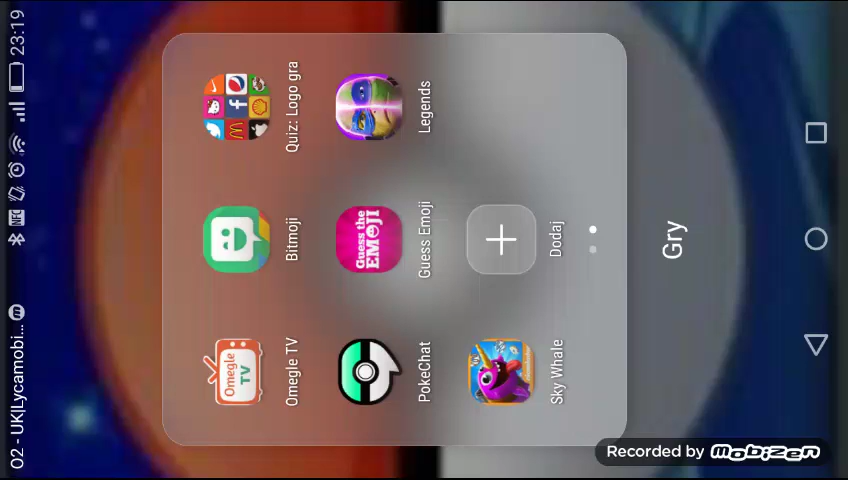 O2 - UK|Lycamobi...
NFC
23:19
Omegle
TV
Omegle TV
Bitmoji
Quiz: Logo gra
PokeChat
Guess the
EMOJI
Guess Emoji
Legends
Sky Whale
Dodaj
Gry
Recorded by Mobizen